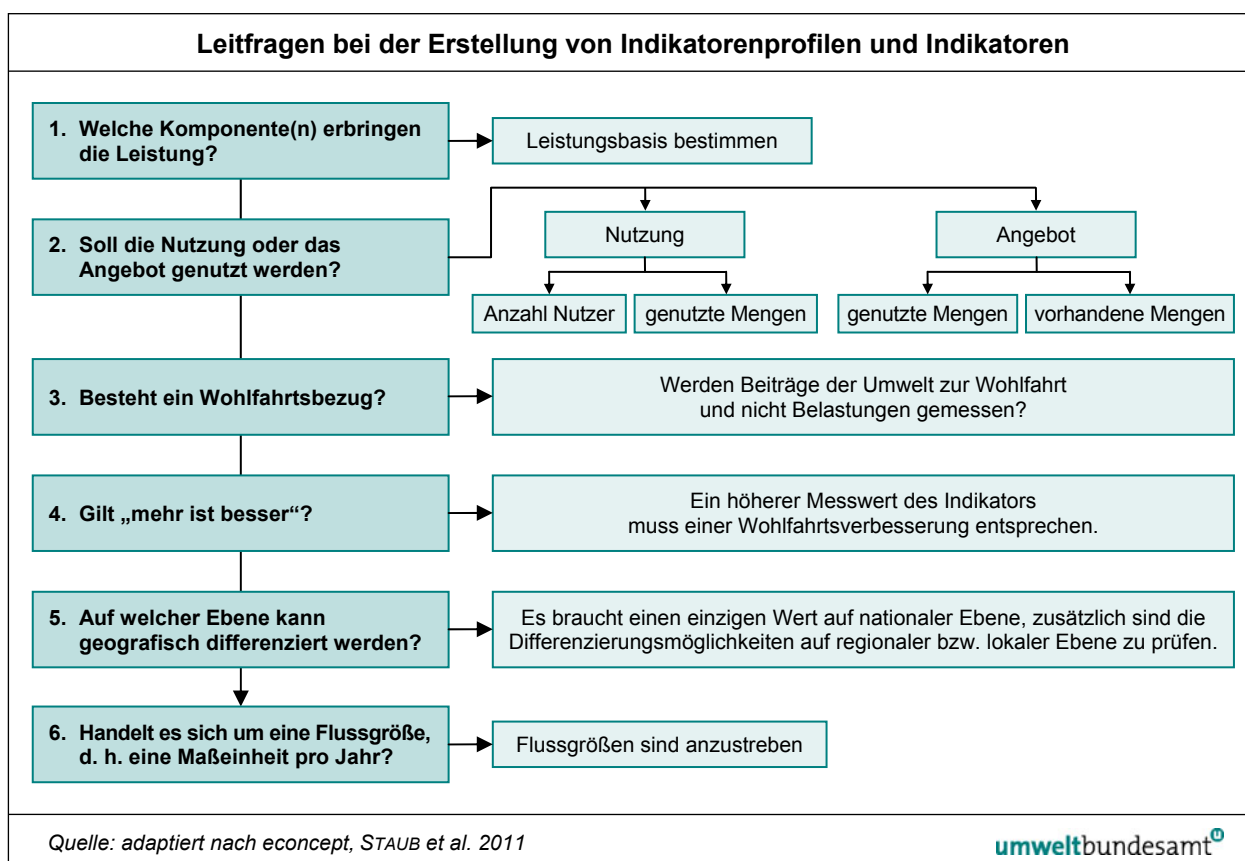 Leitfragen bei der Erstellung von Indikatorenprofilen und Indikatoren
1. Welche Komponente(n) erbringen
die Leistung?
Leistungsbasis bestimmen
2. Soll die Nutzung oder das
Angebot genutzt werden?
Nutzung
Angebot
Anzahl Nutzer
genutzte Mengen
genutzte Mengen
vorhandene Mengen
3. Besteht ein Wohlfahrtsbezug?
Werden Beiträge der Umwelt zur Wohlfahrt
und nicht Belastungen gemessen?
4. Gilt „mehr ist besser“?
Ein höherer Messwert des Indikators
muss einer Wohlfahrtsverbesserung entsprechen.
5. Auf welcher Ebene kann
geografisch differenziert werden?
Es braucht einen einzigen Wert auf nationaler Ebene, zusätzlich sind die
Differenzierungsmöglichkeiten auf regionaler bzw. lokaler Ebene zu prüfen.
6. Handelt es sich um eine Flussgröße,
d. h. eine Maßeinheit pro Jahr?
Flussgrößen sind anzustreben
Quelle: adaptiert nach econcept, STAUB et al. 2011
umweltbundesamt
u